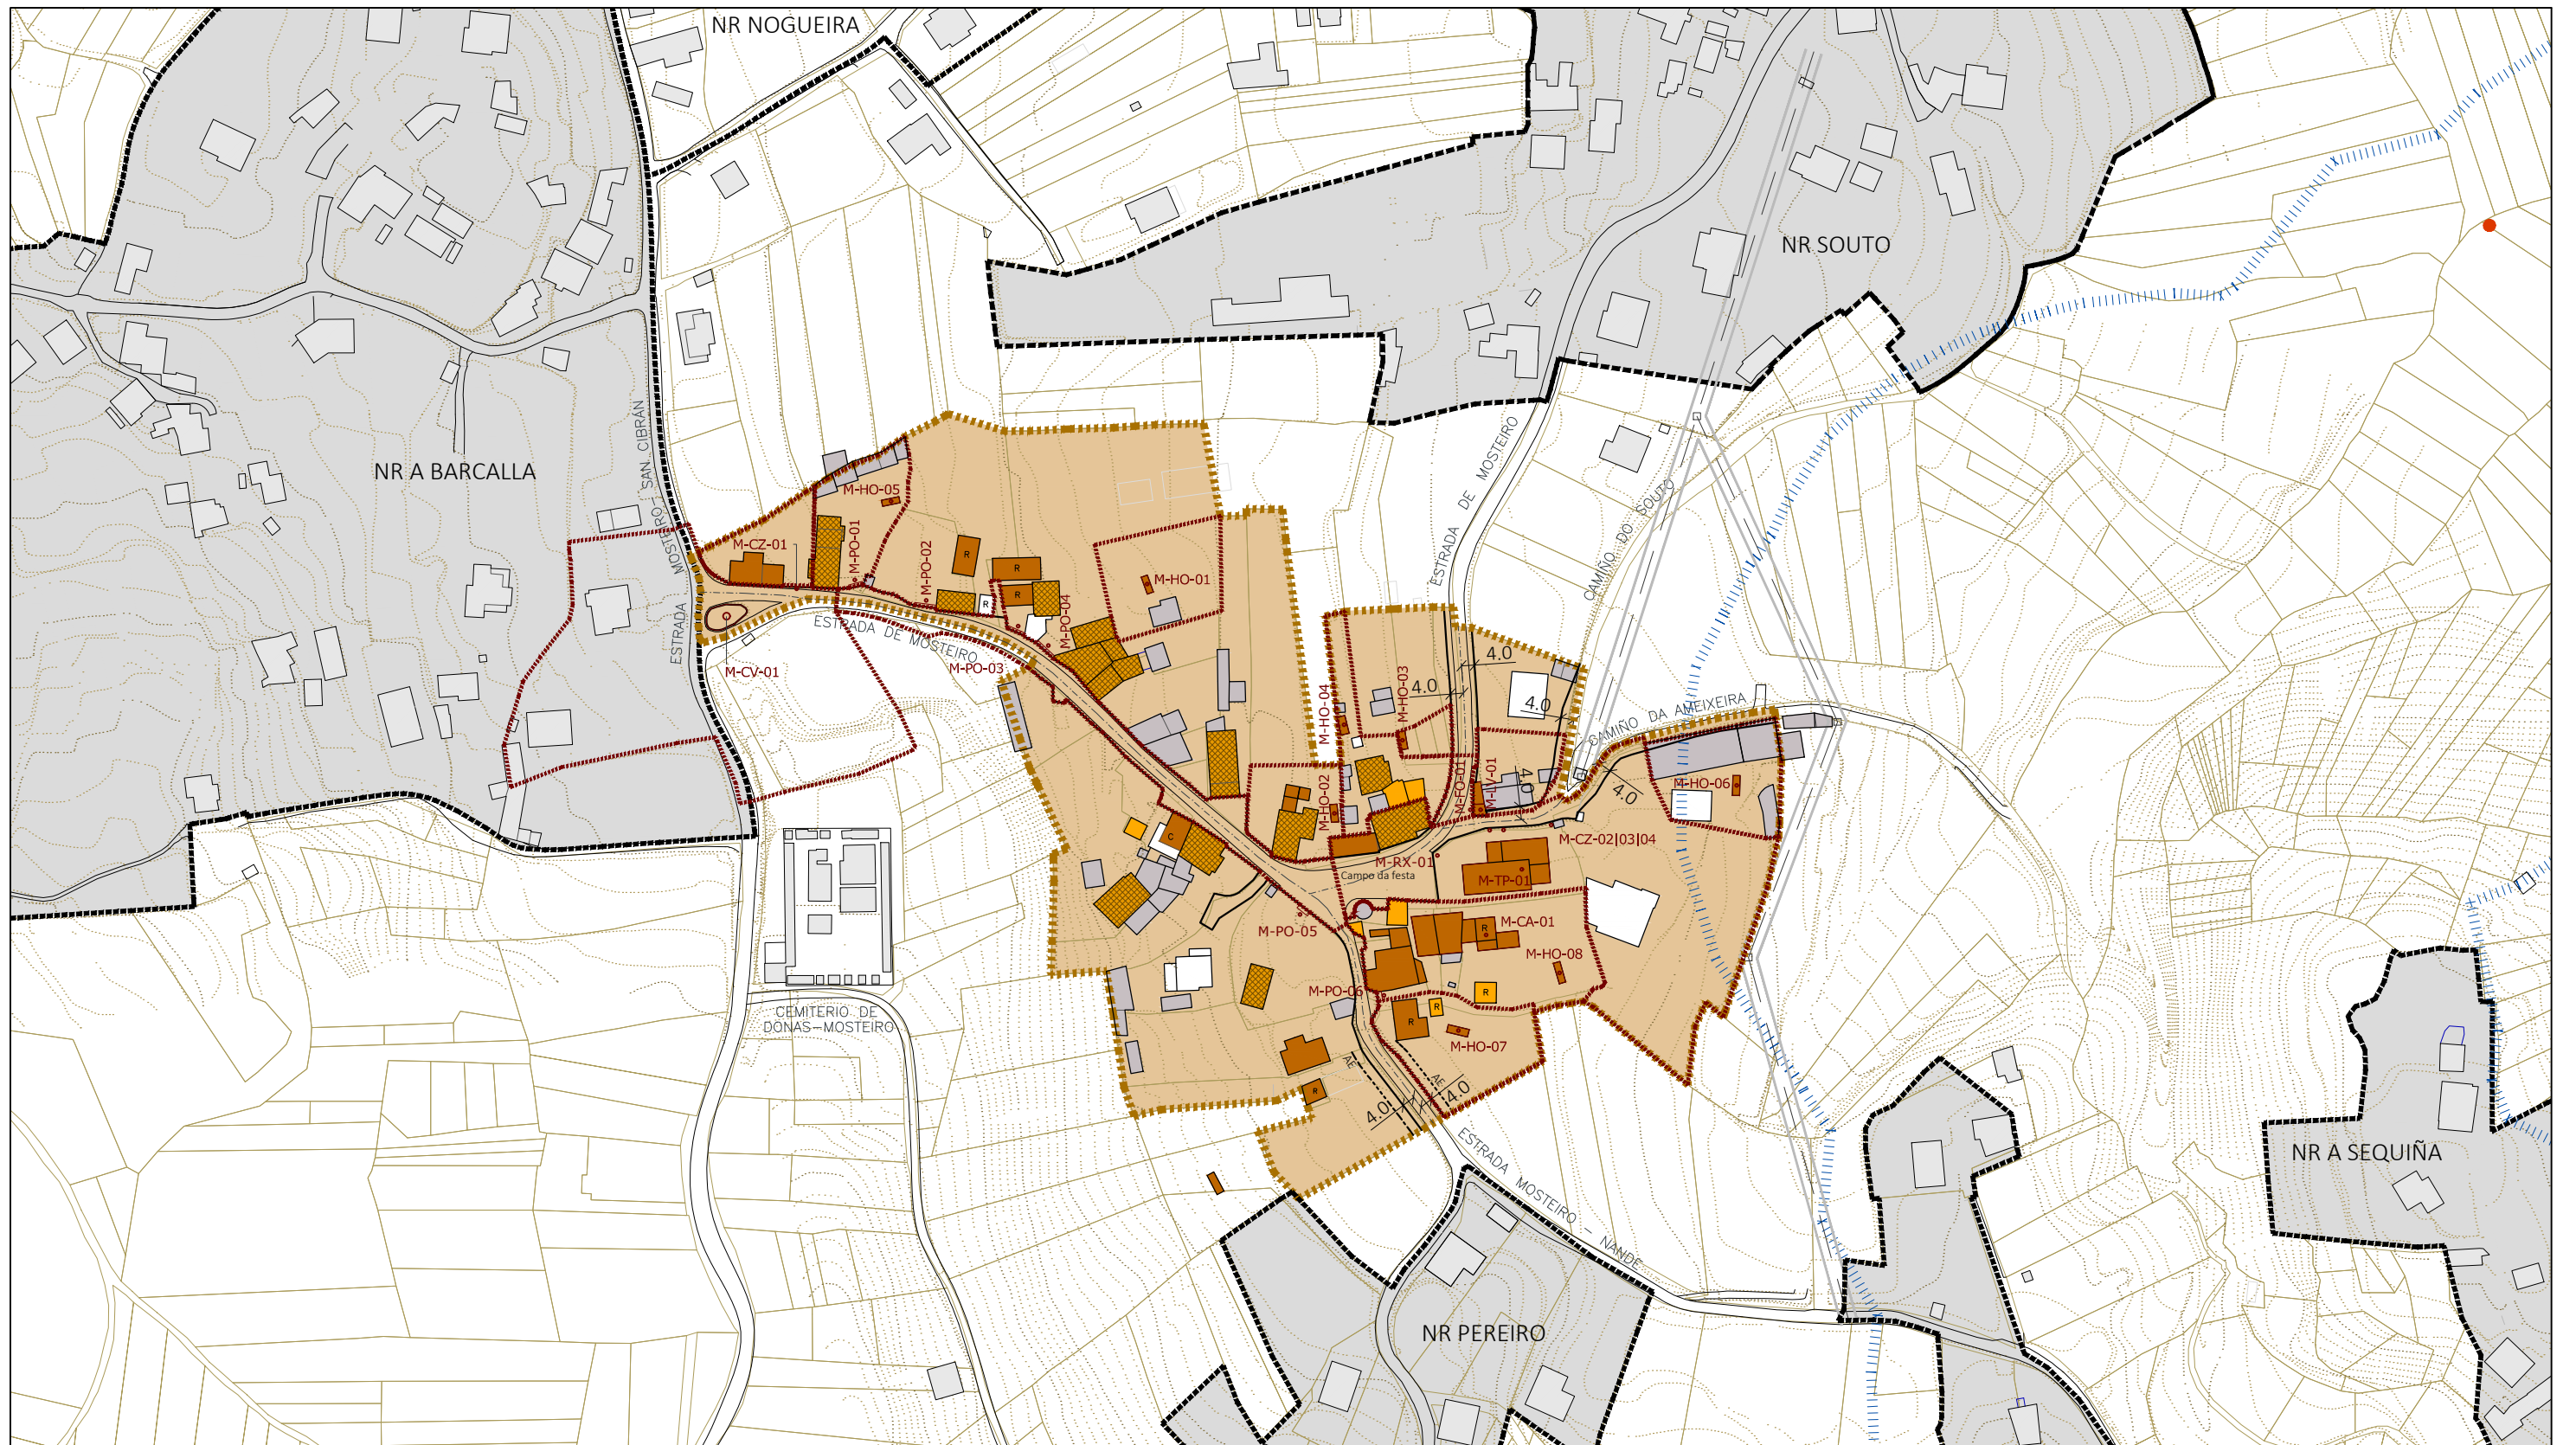 NR NOGUEIRA
NR SOUTO
NR A BARCALLA
ESTRADA MOSTEIRO - SAN CIBRÁN
ESTRADA DE MOSTEIRO
CAMIÑO DO SOUTO
M-HO-05
M-CZ-01
M-PO-01
M-PO-02
R
R
R
R
M-HO-01
M-PO-04
ESTRADA DE MOSTEIRO
M-PO-03
M-CV-01
4.0
4.0
4.0
M-HO-03
M-HO-04
CAMIÑO DA AMEIXEIRA
M-HO-02
M-FO-01
M-LV-01
4.0
4.0
M-HO-06
C
M-CZ-02|03|04
M-RX-01
Campo da festa
M-TP-01
M-PO-05
M-CA-01
R
M-HO-08
M-PO-06
R
R
R
M-HO-07
CEMITERIO DE
DONAS-MOSTEIRO
AE
AE
R
4.0
4.0
ESTRADA MOSTEIRO - NANDE
NR A SEQUIÑA
NR PEREIRO